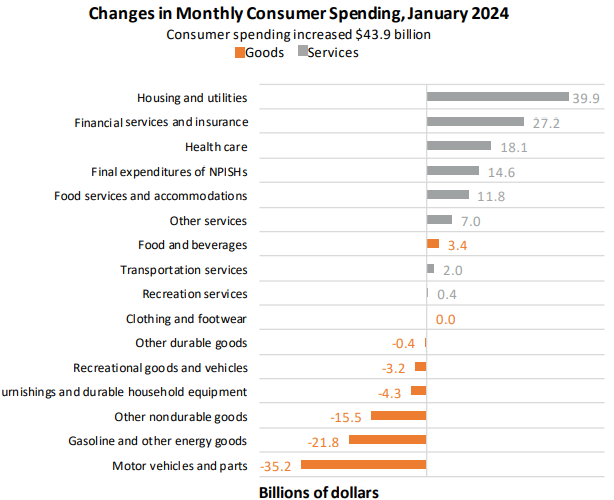 Changes in Monthly Consumer Spending, January 2024
Consumer spending increased $43.9 billion
Goods Services
Housing and utilities 39.9
Financial services and insurance 27.2
Health care 18.1
Final expenditures of NPISHs 14.6
Food services and accommodations 11.8
Other services 7.0
Food and beverages 3.4
Transportation services 2.0
Recreation services 0.4
Clothing and footwear 0.0
Other durable goods -0.4
Recreational goods and vehicles -3.2
urnishings and durable household equipment -4.3
Other nondurable goods -15.5
Gasoline and other energy goods -21.8
Motor vehicles and parts -35.2
Billions of dollars